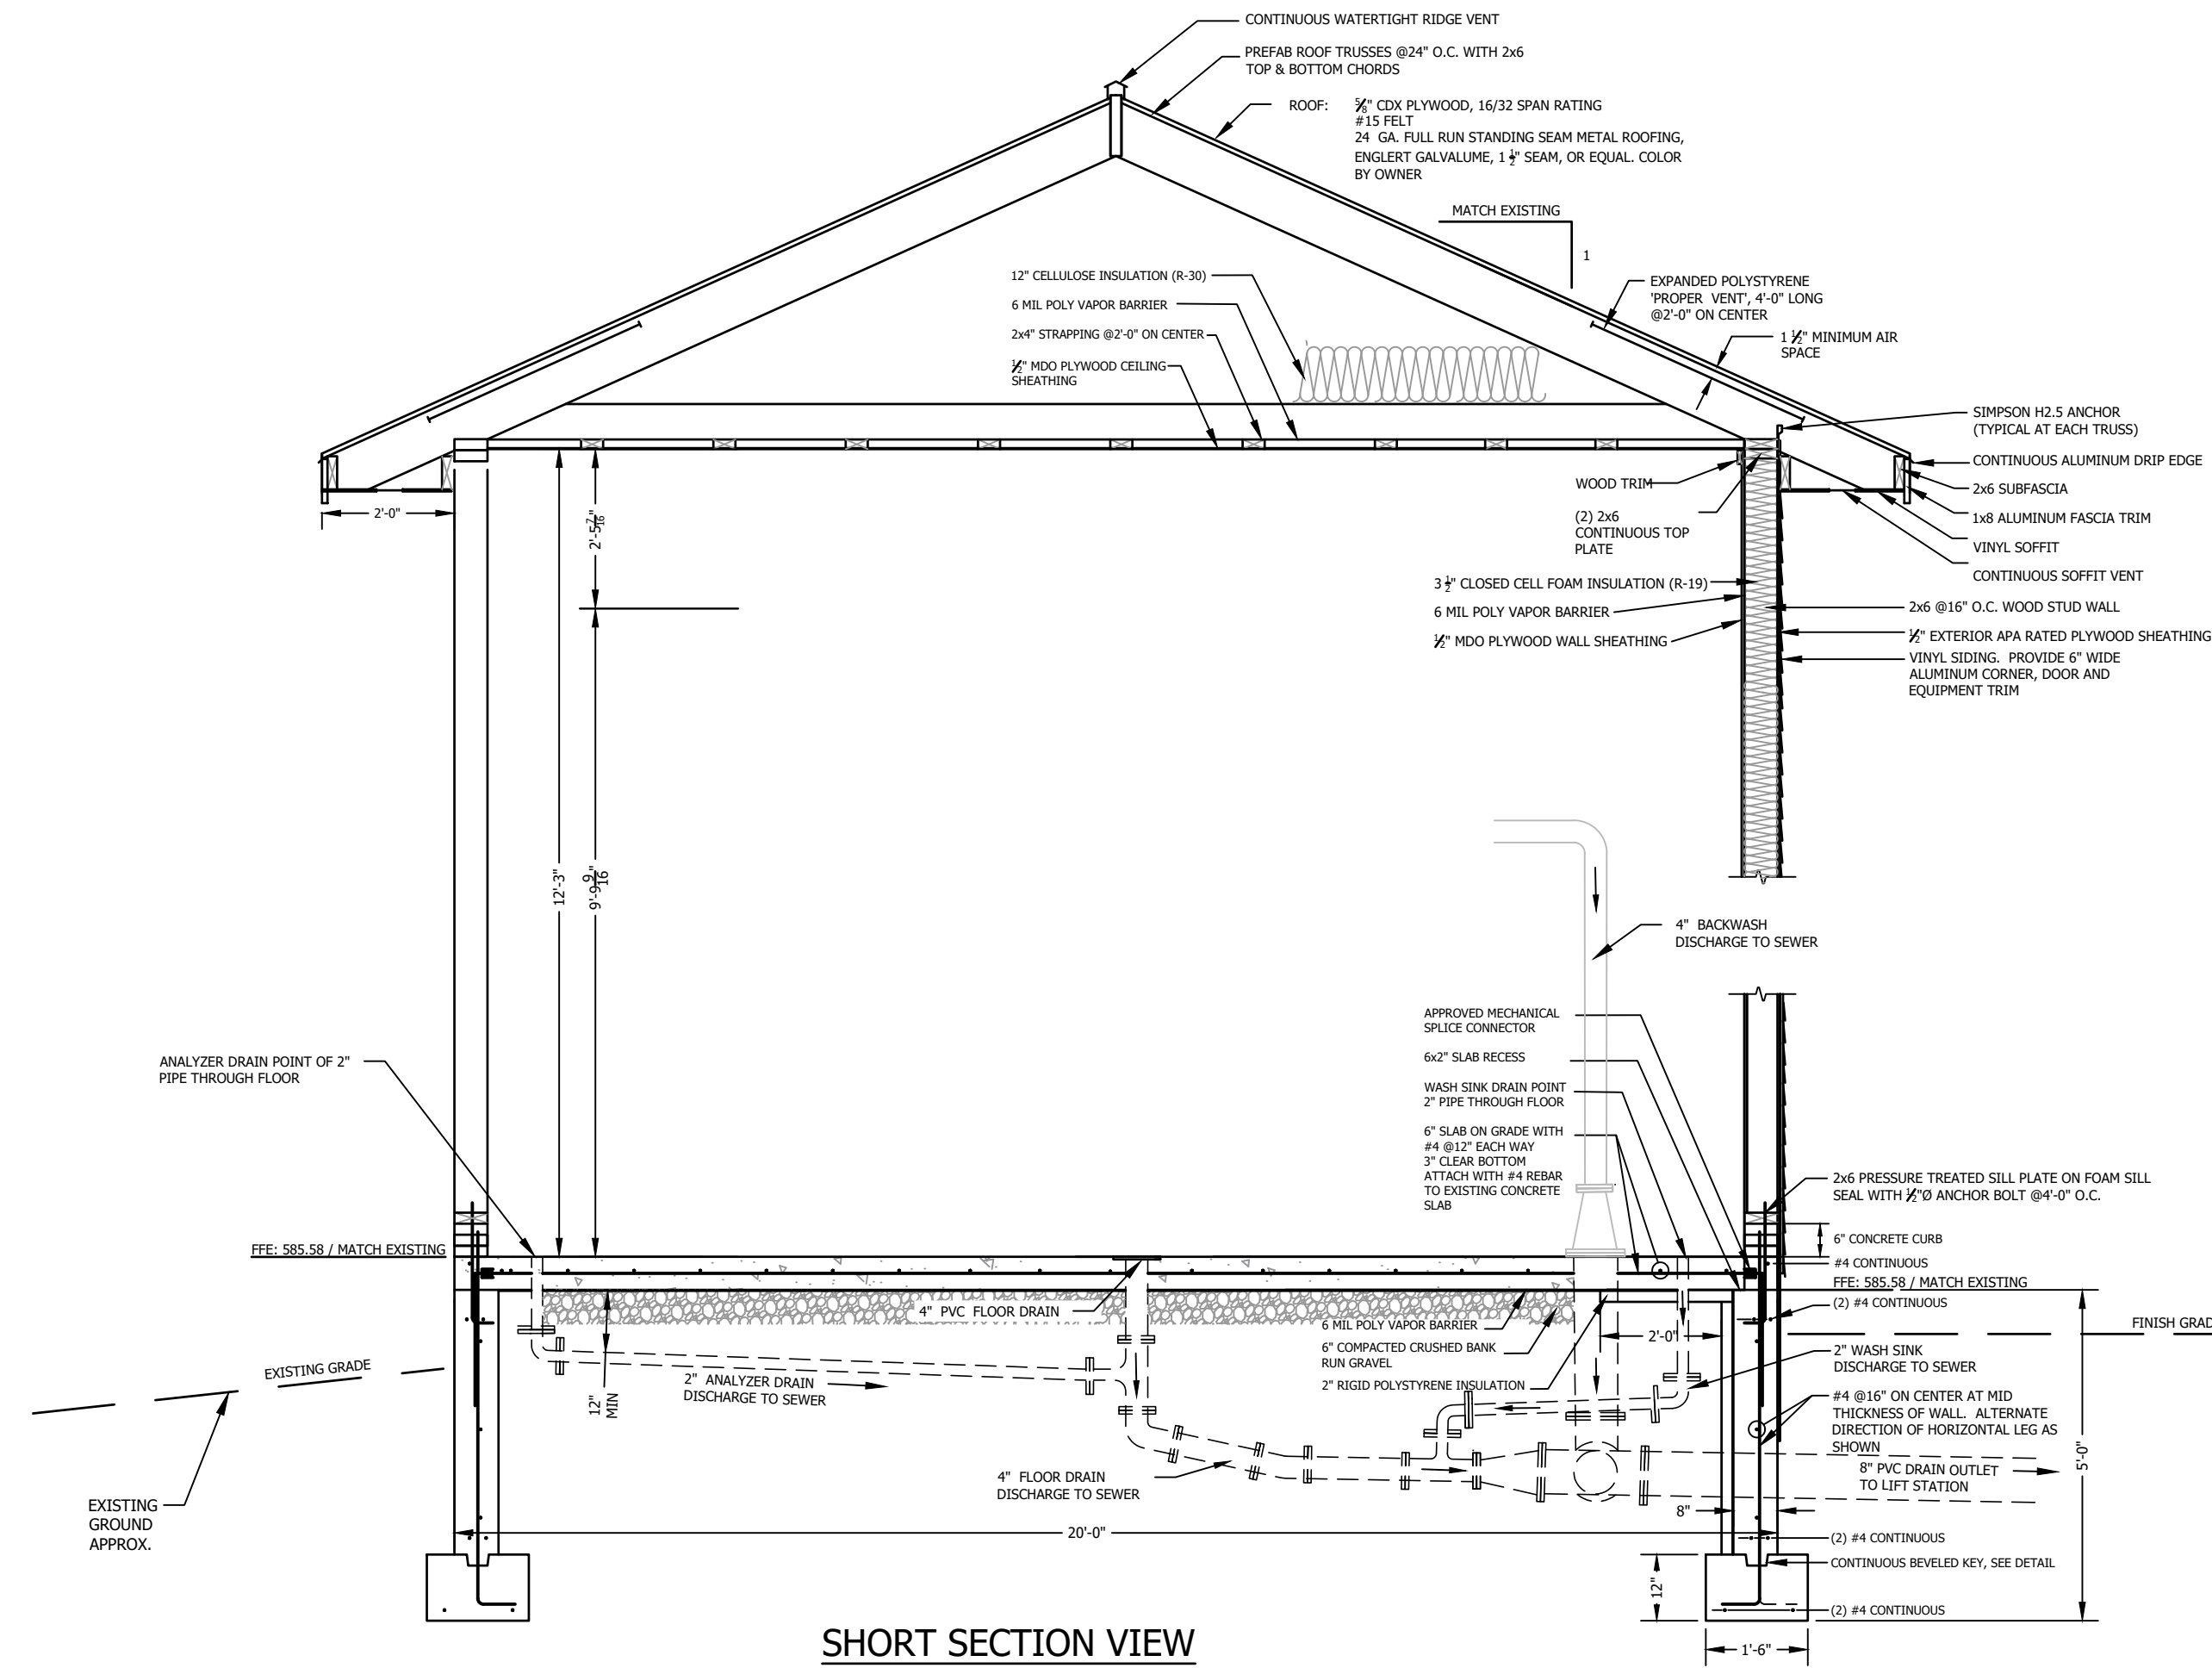 CONTINUOUS WATERTIGHT RIDGE VENT
PREFAB ROOF TRUSSES @24" O.C. WITH 2x6
TOP & BOTTOM CHORDS
ROOF: 5/8" CDX PLYWOOD, 16/32 SPAN RATING
#15 FELT
24 GA. FULL RUN STANDING SEAM METAL ROOFING,
ENGLERT GALVALUME, 1 1/2" SEAM, OR EQUAL. COLOR
BY OWNER
MATCH EXISTING
1
12" CELLULOSE INSULATION (R-30)
6 MIL POLY VAPOR BARRIER
2x4" STRAPPING @2'-0" ON CENTER
1/2" MDO PLYWOOD CEILING
SHEATHING
EXPANDED POLYSTYRENE
'PROPER VENT', 4'-0" LONG
@2'-0" ON CENTER
1 1/2" MINIMUM AIR
SPACE
SIMPSON H2.5 ANCHOR
(TYPICAL AT EACH TRUSS)
CONTINUOUS ALUMINUM DRIP EDGE
2x6 SUBFASCIA
1x8 ALUMINUM FASCIA TRIM
VINYL SOFFIT
CONTINUOUS SOFFIT VENT
WOOD TRIM
(2) 2x6
CONTINUOUS TOP
PLATE
2'-0"
2'-5 7/16"
12'-3"
9'-9 9/16"
3 1/2" CLOSED CELL FOAM INSULATION (R-19)
6 MIL POLY VAPOR BARRIER
1/2" MDO PLYWOOD WALL SHEATHING
2x6 @16" O.C. WOOD STUD WALL
1/2" EXTERIOR APA RATED PLYWOOD SHEATHING
VINYL SIDING. PROVIDE 6" WIDE
ALUMINUM CORNER, DOOR AND
EQUIPMENT TRIM
4" BACKWASH
DISCHARGE TO SEWER
APPROVED MECHANICAL
SPLICE CONNECTOR
6x2" SLAB RECESS
WASH SINK DRAIN POINT
2" PIPE THROUGH FLOOR
6" SLAB ON GRADE WITH
#4 @12" EACH WAY
3" CLEAR BOTTOM
ATTACH WITH #4 REBAR
TO EXISTING CONCRETE
SLAB
ANALYZER DRAIN POINT OF 2"
PIPE THROUGH FLOOR
2x6 PRESSURE TREATED SILL PLATE ON FOAM SILL
SEAL WITH 1/2"Ø ANCHOR BOLT @4'-0" O.C.
6" CONCRETE CURB
#4 CONTINUOUS
FFE: 585.58 / MATCH EXISTING
FFE: 585.58 / MATCH EXISTING
(2) #4 CONTINUOUS
FINISH GRAD
4" PVC FLOOR DRAIN
6 MIL POLY VAPOR BARRIER
6" COMPACTED CRUSHED BANK
RUN GRAVEL
2" RIGID POLYSTYRENE INSULATION
2'-0"
2" WASH SINK
DISCHARGE TO SEWER
EXISTING GRADE
12"
MIN
2" ANALYZER DRAIN
DISCHARGE TO SEWER
#4 @16" ON CENTER AT MID
THICKNESS OF WALL. ALTERNATE
DIRECTION OF HORIZONTAL LEG AS
SHOWN
5'-0"
4" FLOOR DRAIN
DISCHARGE TO SEWER
8" PVC DRAIN OUTLET
TO LIFT STATION
EXISTING
GROUND
APPROX.
8"
20'-0"
(2) #4 CONTINUOUS
CONTINUOUS BEVELED KEY, SEE DETAIL
12"
(2) #4 CONTINUOUS
1'-6"
SHORT SECTION VIEW